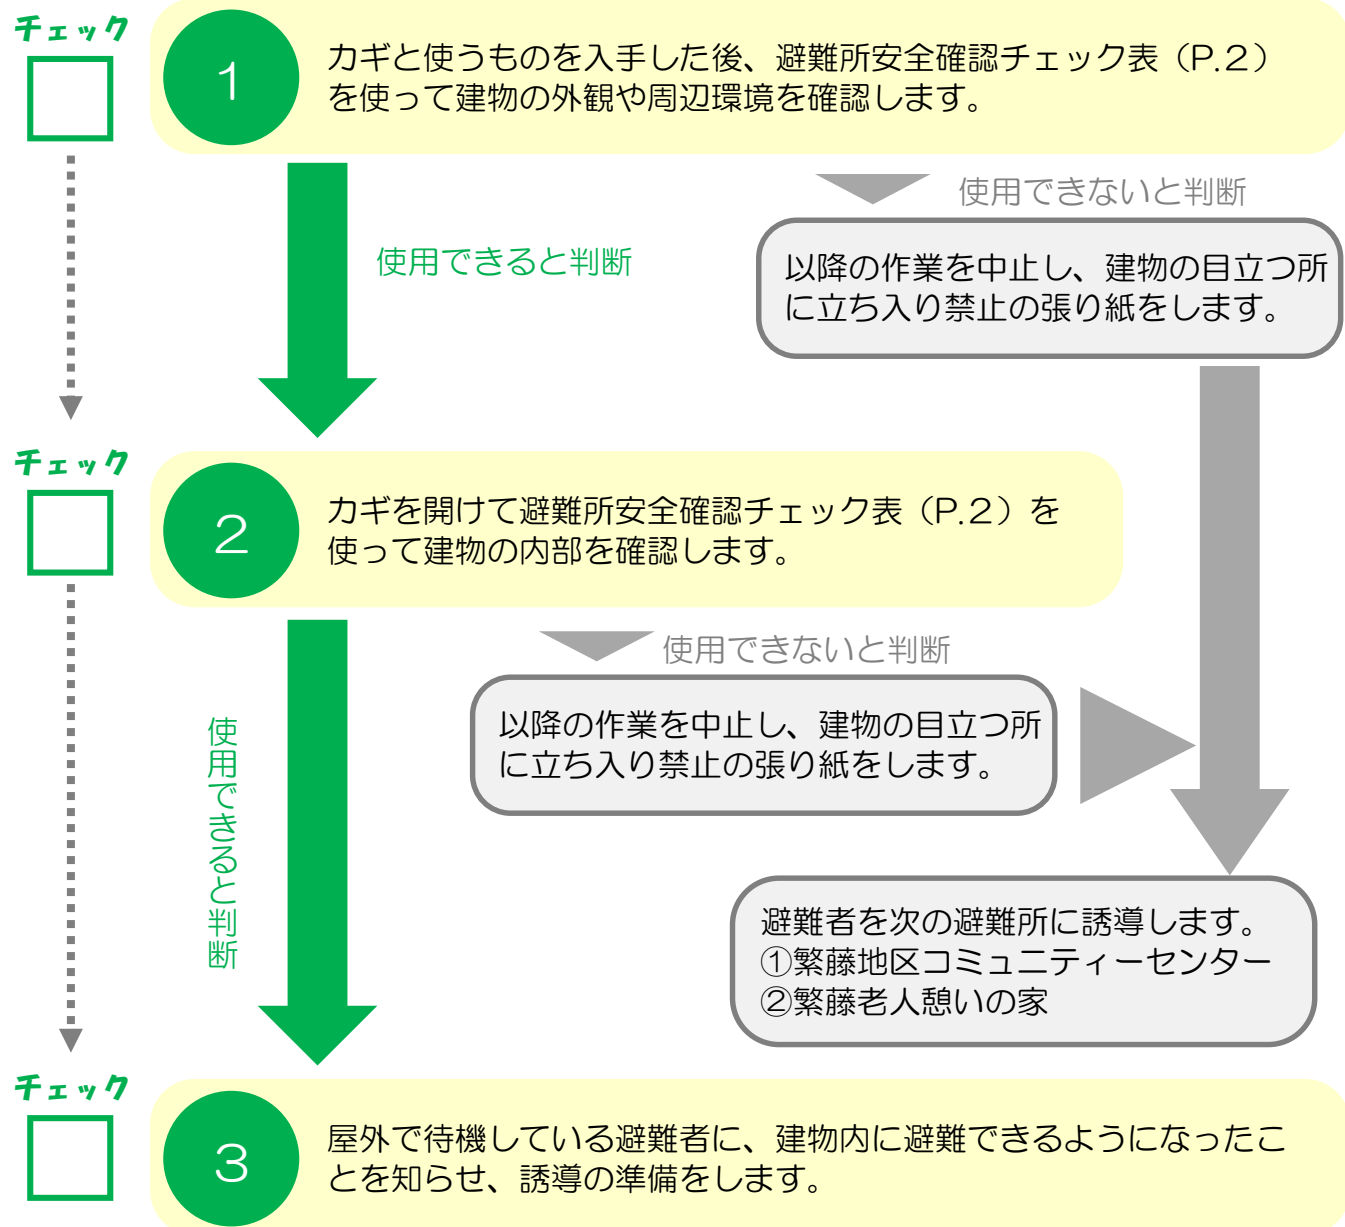 チェック
1
カギと使うものを入手した後、避難所安全確認チェック表（P.2）
を使って建物の外観や周辺環境を確認します。
使用できないと判断
使用できると判断
以降の作業を中止し、建物の目立つ所
に立ち入り禁止の張り紙をします。
チェック
2
カギを開けて避難所安全確認チェック表（P.2）を
使って建物の内部を確認します。
使用できないと判断
以降の作業を中止し、建物の目立つ所
に立ち入り禁止の張り紙をします。
使用できると判断
避難者を次の避難所に誘導します。
①繁藤地区コミュニティーセンター
②繁藤老人憩いの家
チェック
3
屋外で待機している避難者に、建物内に避難できるようになったこ
とを知らせ、誘導の準備をします。